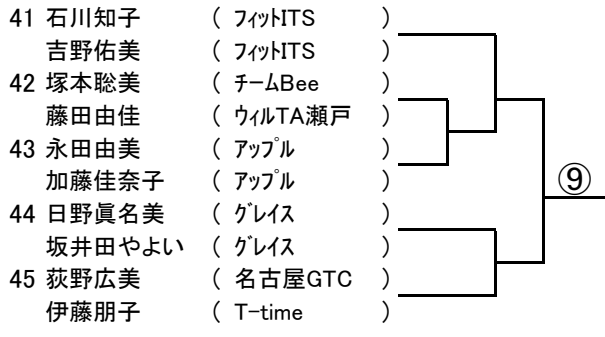 41 石川知子 ( フィットITS )
吉野佑美 ( フィットITS )
42 塚本聡美 ( チームBee )
藤田由佳 ( ウィルTA瀬戸 )
43 永田由美 ( アップル )
加藤佳奈子 ( アップル )
⑨
44 日野眞名美 ( グレイス )
坂井田やよい ( グレイス )
45 荻野広美 ( 名古屋GTC )
伊藤朋子 ( T-time )